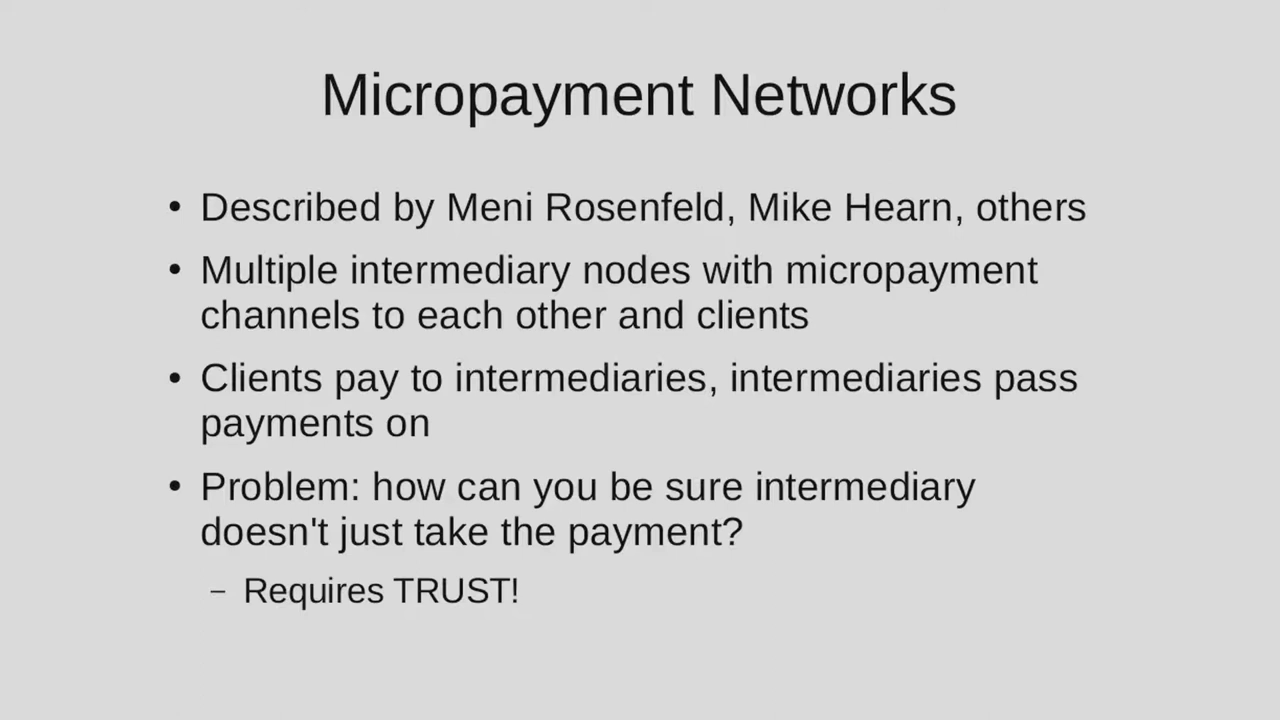 Micropayment Networks
• Described by Meni Rosenfeld, Mike Hearn, others
• Multiple intermediary nodes with micropayment
channels to each other and clients
• Clients pay to intermediaries, intermediaries pass
payments on
• Problem: how can you be sure intermediary
doesn't just take the payment?
– Requires TRUST!